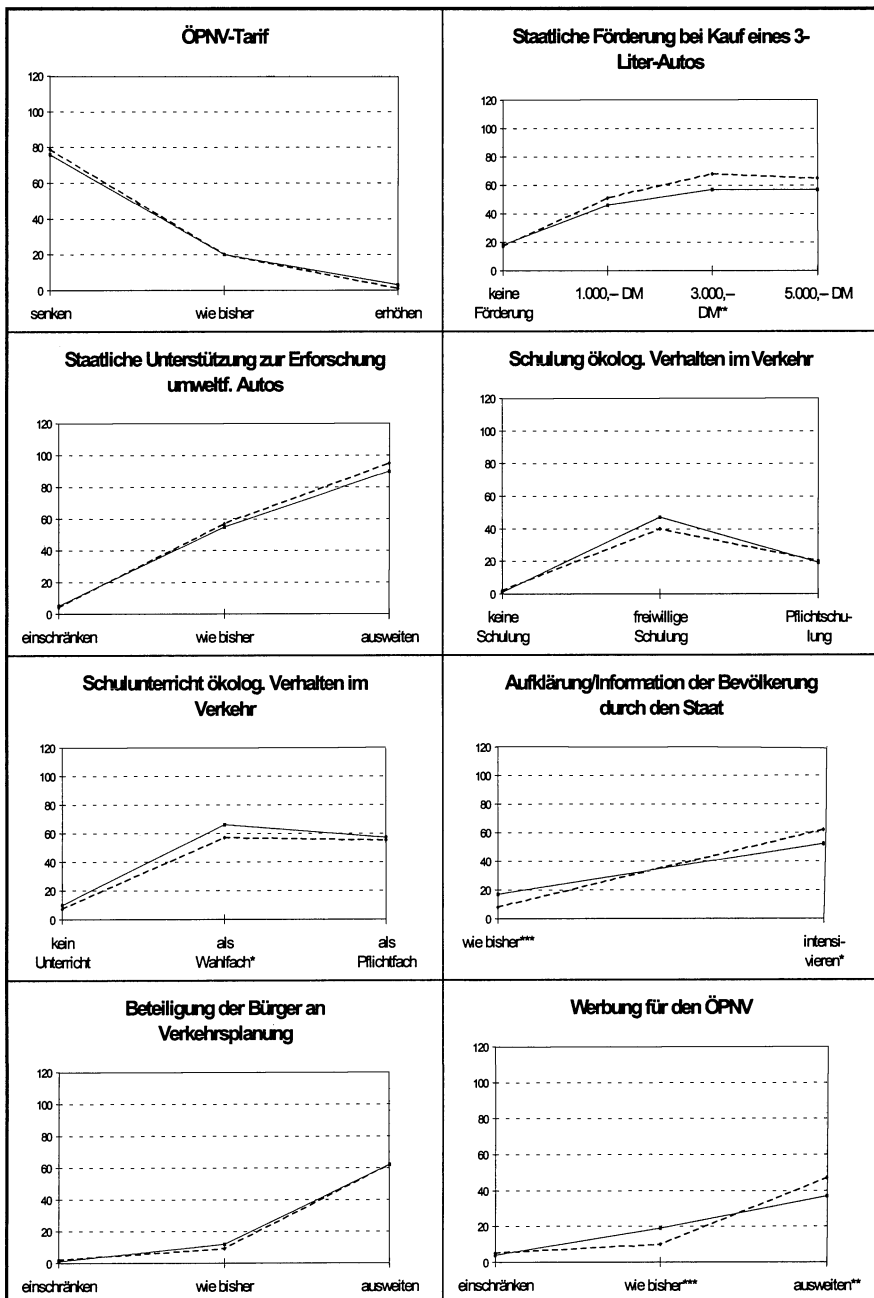 ÖPNV-Tarif
120
100
80
60
40
20
0
senken wie bisher erhöhen
Staatliche Förderung bei Kauf eines 3-
Liter-Autos
120
100
80
60
40
20
0
keine 1.000,– DM 3.000,– 5.000,– DM
Förderung DM**
Staatliche Unterstützung zur Erforschung
umweltf. Autos
120
100
80
60
40
20
0
einschränken wie bisher ausweiten
Schulung ökolog. Verhalten im Verkehr
120
100
80
60
40
20
0
keine freiwillige Pflichtschu-
Schulung Schulung lung
Schulunterricht ökolog. Verhalten im
Verkehr
120
100
80
60
40
20
0
kein als als
Unterricht Wahlfach* Pflichtfach
Aufklärung/Information der Bevölkerung
durch den Staat
120
100
80
60
40
20
0
wie bisher*** intensi-
vieren*
Beteiligung der Bürger an
Verkehrsplanung
120
100
80
60
40
20
0
einschränken wie bisher ausweiten
Werbung für den ÖPNV
120
100
80
60
40
20
0
einschränken wie bisher*** ausweiten**